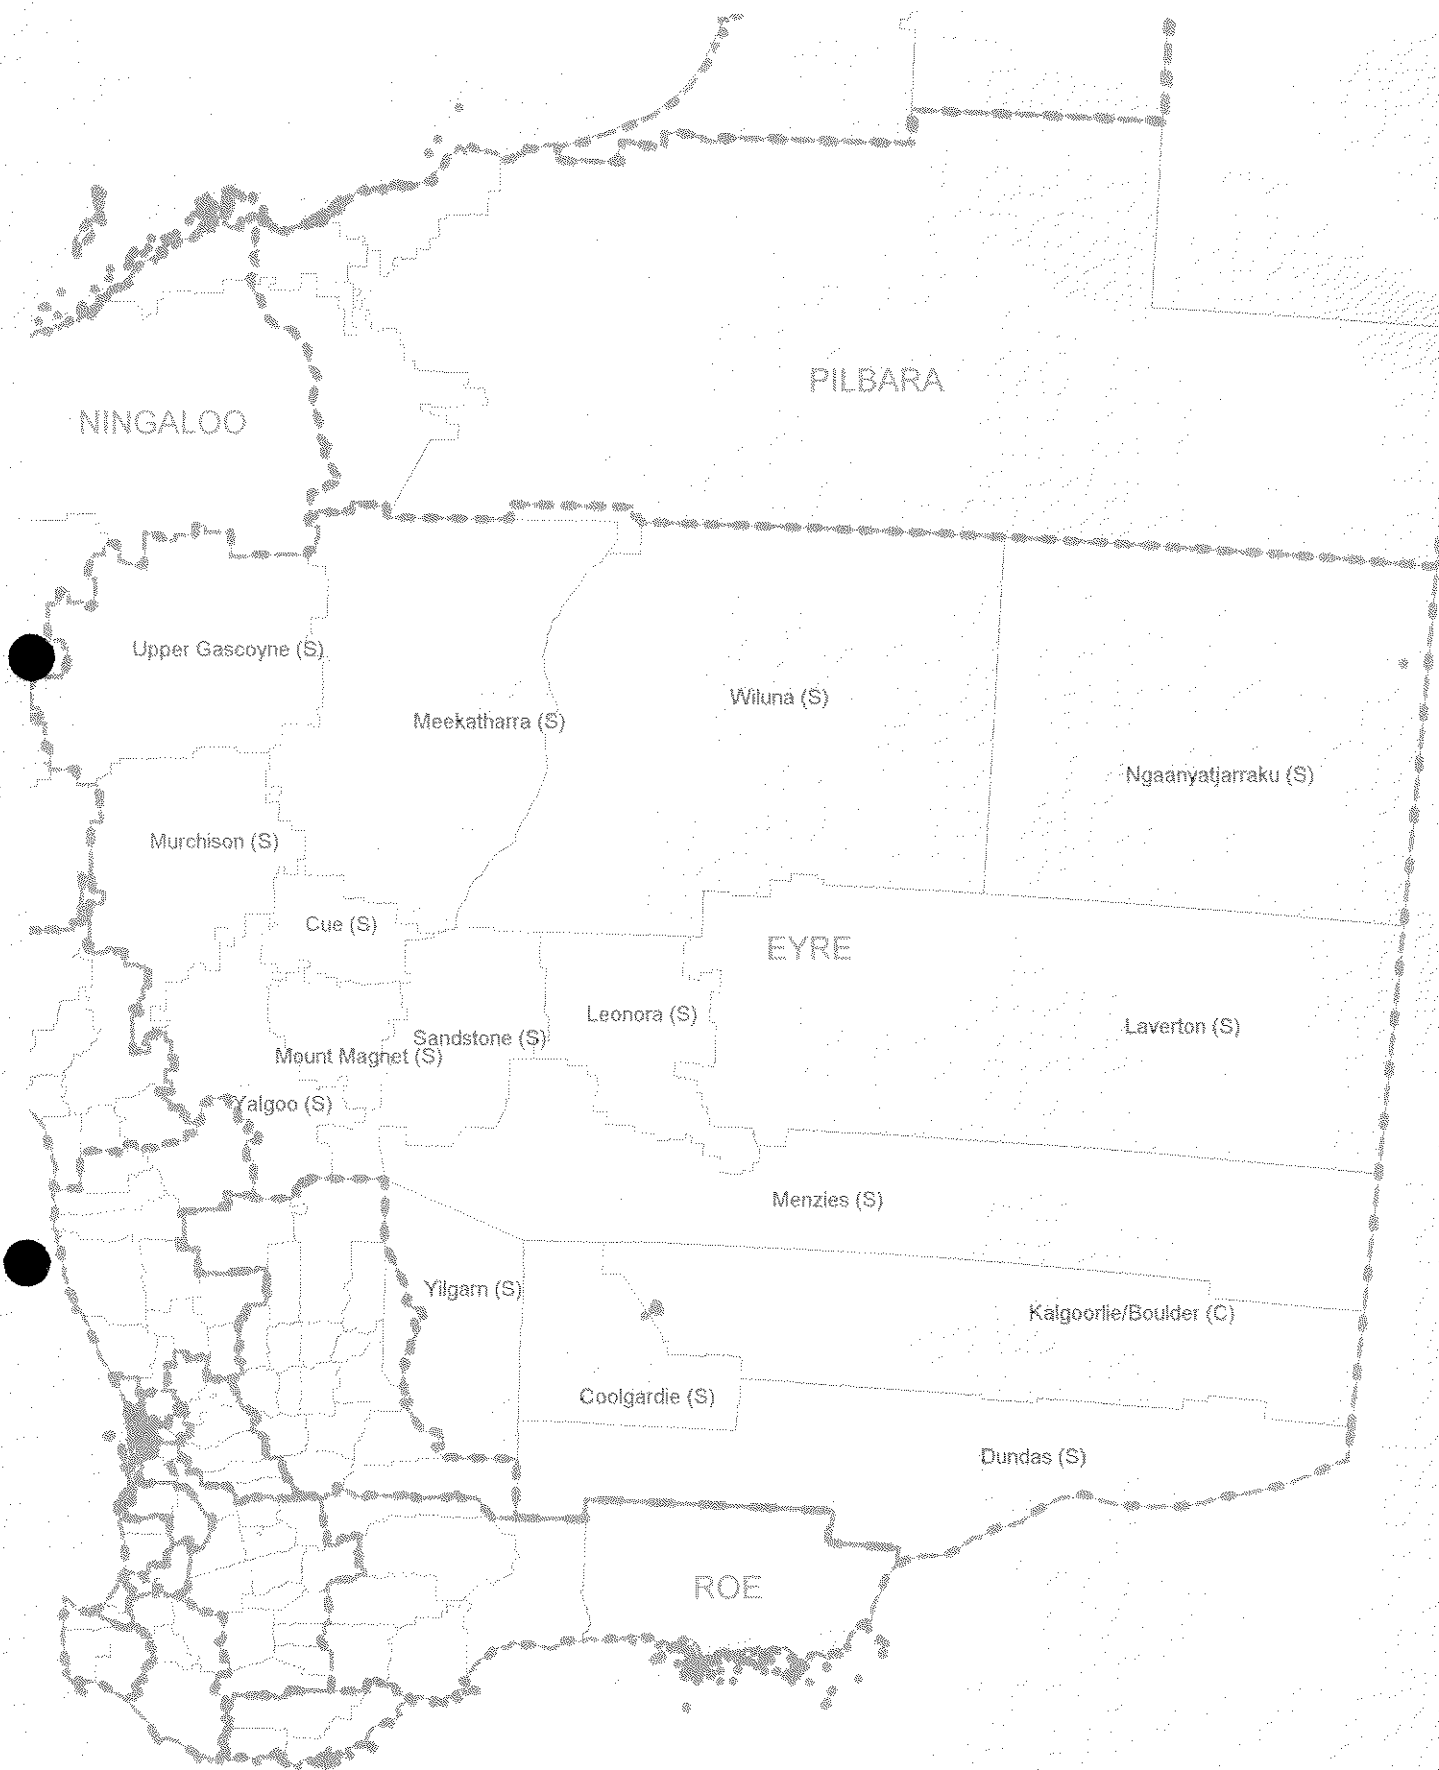 PILBARA
NINGALOO
Upper Gascoyne (S)
Wiluna (S)
Meekatharra (S)
Ngaanyatjarraku (S)
Murchison (S)
Cue (S)
EYRE
Leonora (S)
Laverton (S)
Sandstone (S)
Mount Magnet (S)
Yalgoo (S)
Menzies (S)
Yilgarn (S)
Kalgoorlie/Boulder (C)
Coolgardie (S)
Dundas (S)
ROE